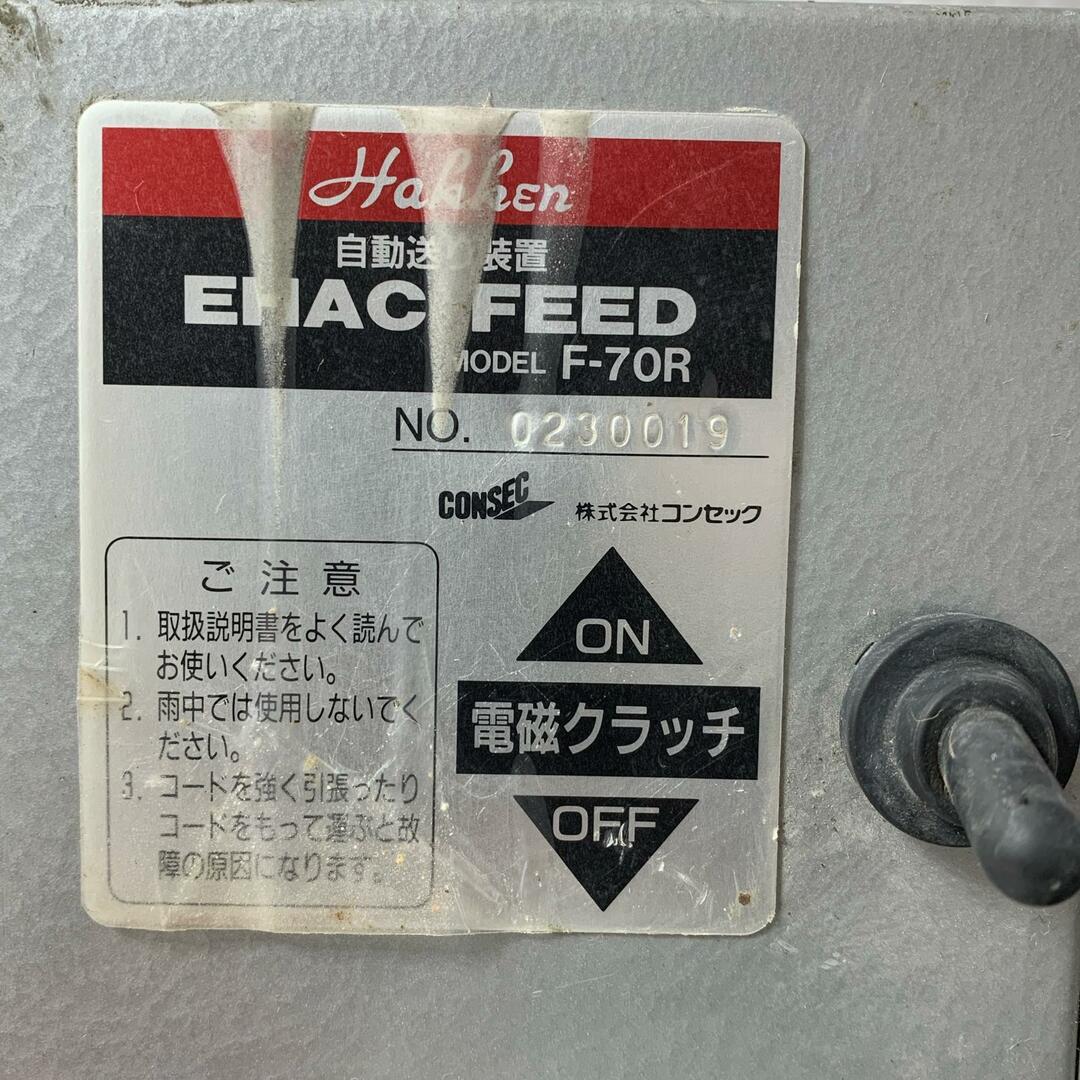 Hakken
自動送り装置
FEED
MODEL F-70R
NO. 0230019
CONSEC 株式会社コンセック
ご注意
1. 取扱説明書をよく読んで
お使いください。
2. 雨中では使用しないでく
ださい。
3. コードを強く引張ったり
コードをもって運ぶと故
障の原因になります。
ON
電磁クラッチ
OFF